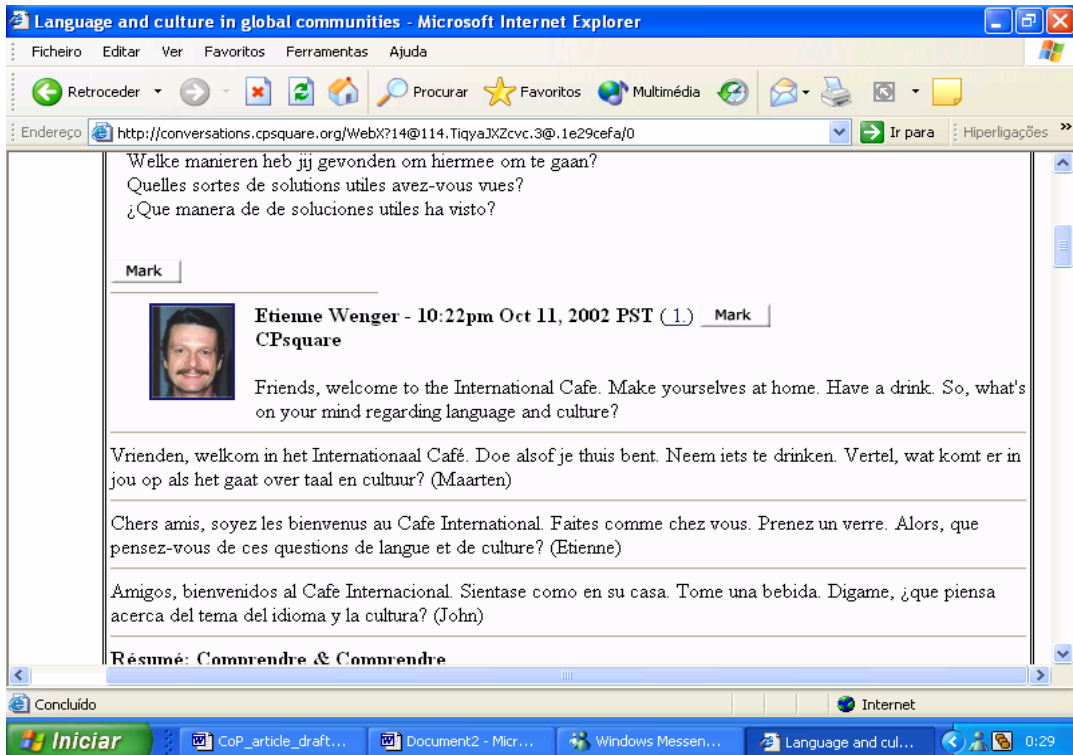 Language and culture in global communities - Microsoft Internet Explorer
Ficheiro Editar Ver Favoritos Ferramentas Ajuda
Retroceder Procurar Favoritos Multimédia
Endereço http://conversations.cpsquare.org/WebX?14@114.TiqyaJXZcvc.3@.1e29cefa/0 Ir para Hiperligações »
Welke manieren heb jij gevonden om hiermee om te gaan?
Quelles sortes de solutions utiles avez-vous vues?
¿Que manera de de soluciones utiles ha visto?
Mark
Etienne Wenger - 10:22pm Oct 11, 2002 PST ( 1.) Mark
CPsquare
Friends, welcome to the International Cafe. Make yourselves at home. Have a drink. So, what's
on your mind regarding language and culture?
Vrienden, welkom in het Internationaal Café. Doe alsof je thuis bent. Neem iets te drinken. Vertel, wat komt er in
jou op als het gaat over taal en cultuur? (Maarten)
Chers amis, soyez les bienvenus au Cafe International. Faites comme chez vous. Prenez un verre. Alors, que
pensez-vous de ces questions de langue et de culture? (Etienne)
Amigos, bienvenidos al Cafe Internacional. Sientase como en su casa. Tome una bebida. Digame, ¿que piensa
acerca del tema del idioma y la cultura? (John)
Résumé: Comprendre & Comprendre
Concluído Internet
Iniciar CoP_article_draft... Document2 - Micr... Windows Messen... Language and cul... 0:29